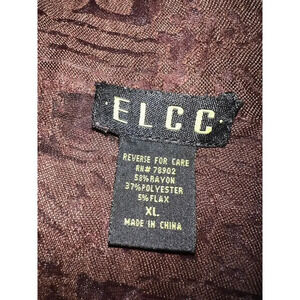 ELCC
REVERSE FOR CARE
RN# 78902
58% RAYON
37% POLYESTER
5% FLAX
XL
MADE IN CHINA